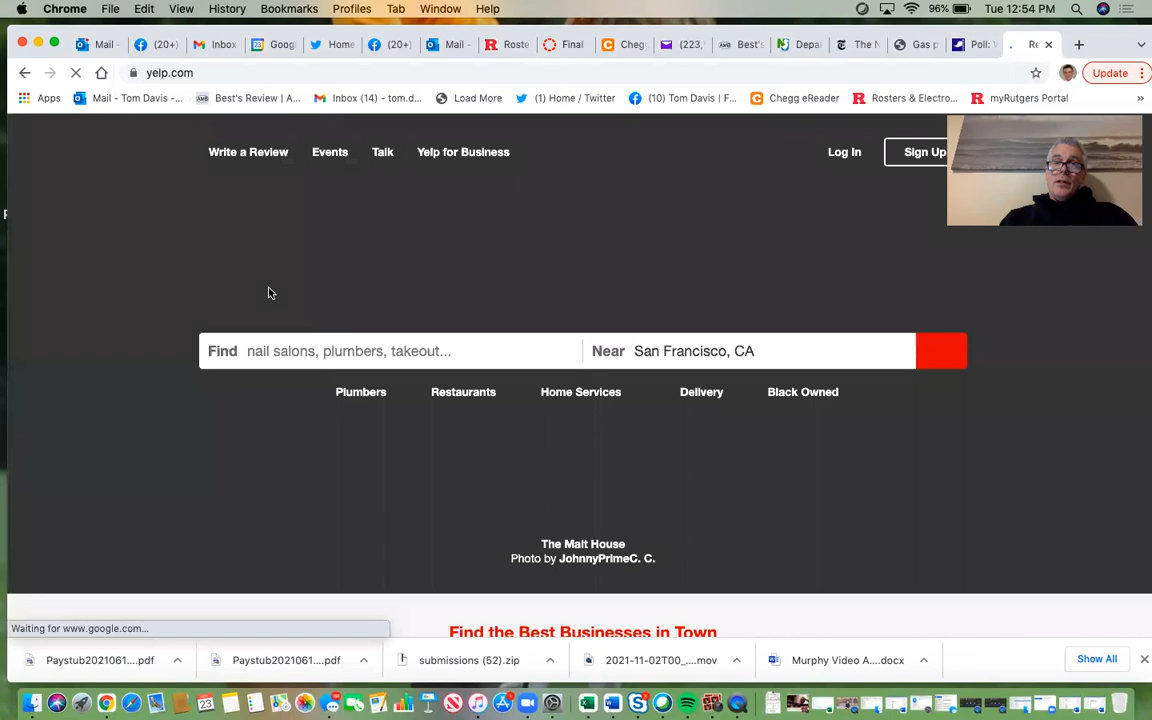 Chrome File Edit View History Bookmarks Profiles Tab Window Help 96% Tue 12:54 PM
Mail - (20+) Inbox Googl Home (20+) Mail - Roste Final Cheg (223, Best's Depar The N Gas p Poll: V Re
yelp.com Update
Apps Mail - Tom Davis -... Best's Review | A... Inbox (14) - tom.d... Load More (1) Home / Twitter (10) Tom Davis | F... Chegg eReader Rosters & Electro... myRutgers Portal »
Write a Review Events Talk Yelp for Business Log In Sign Up
Find nail salons, plumbers, takeout... Near San Francisco, CA
Plumbers Restaurants Home Services Delivery Black Owned
The Malt House
Photo by JohnnyPrimeC. C.
Find the Best Businesses in Town
Waiting for www.google.com...
Paystub2021061....pdf Paystub2021061....pdf submissions (52).zip 2021-11-02T00_....mov Murphy Video A....docx Show All